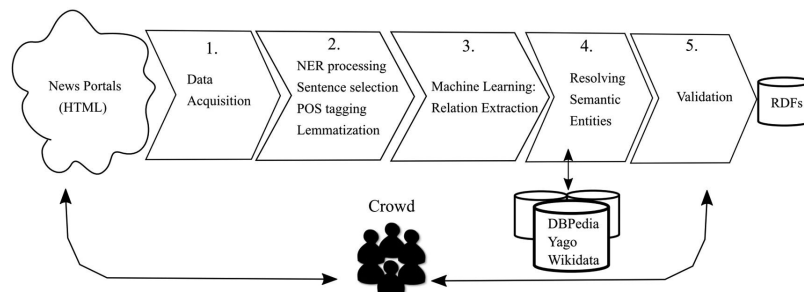 News Portals
(HTML)
1.
Data
Acquisition
2.
NER processing
Sentence selection
POS tagging
Lemmatization
3.
Machine Learning:
Relation Extraction
4.
Resolving
Semantic
Entities
5.
Validation
RDFs
Crowd
DBPedia
Yago
Wikidata